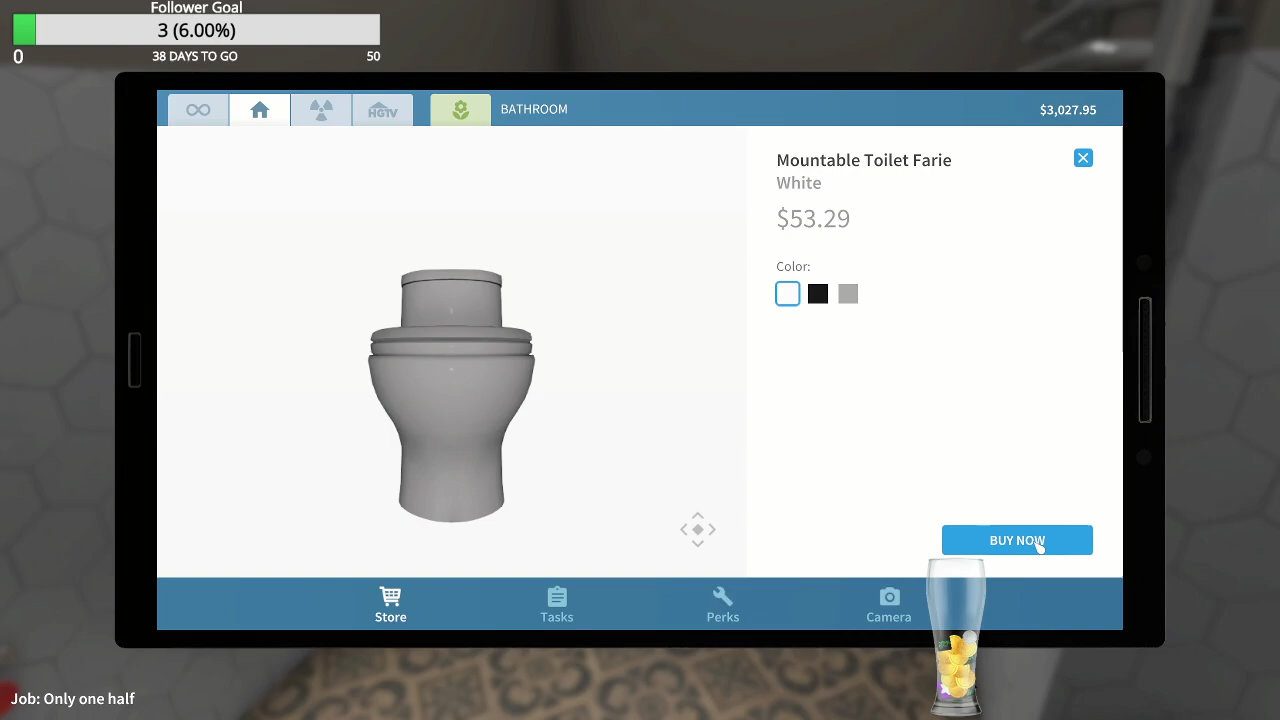 Follower Goal
3 (6.00%)
0
38 DAYS TO GO
50
HGTV
BATHROOM
$3,027.95
Mountable Toilet Farie
White
$53.29
Color:
BUY NOW
Store
Tasks
Perks
Camera
Job: Only one half